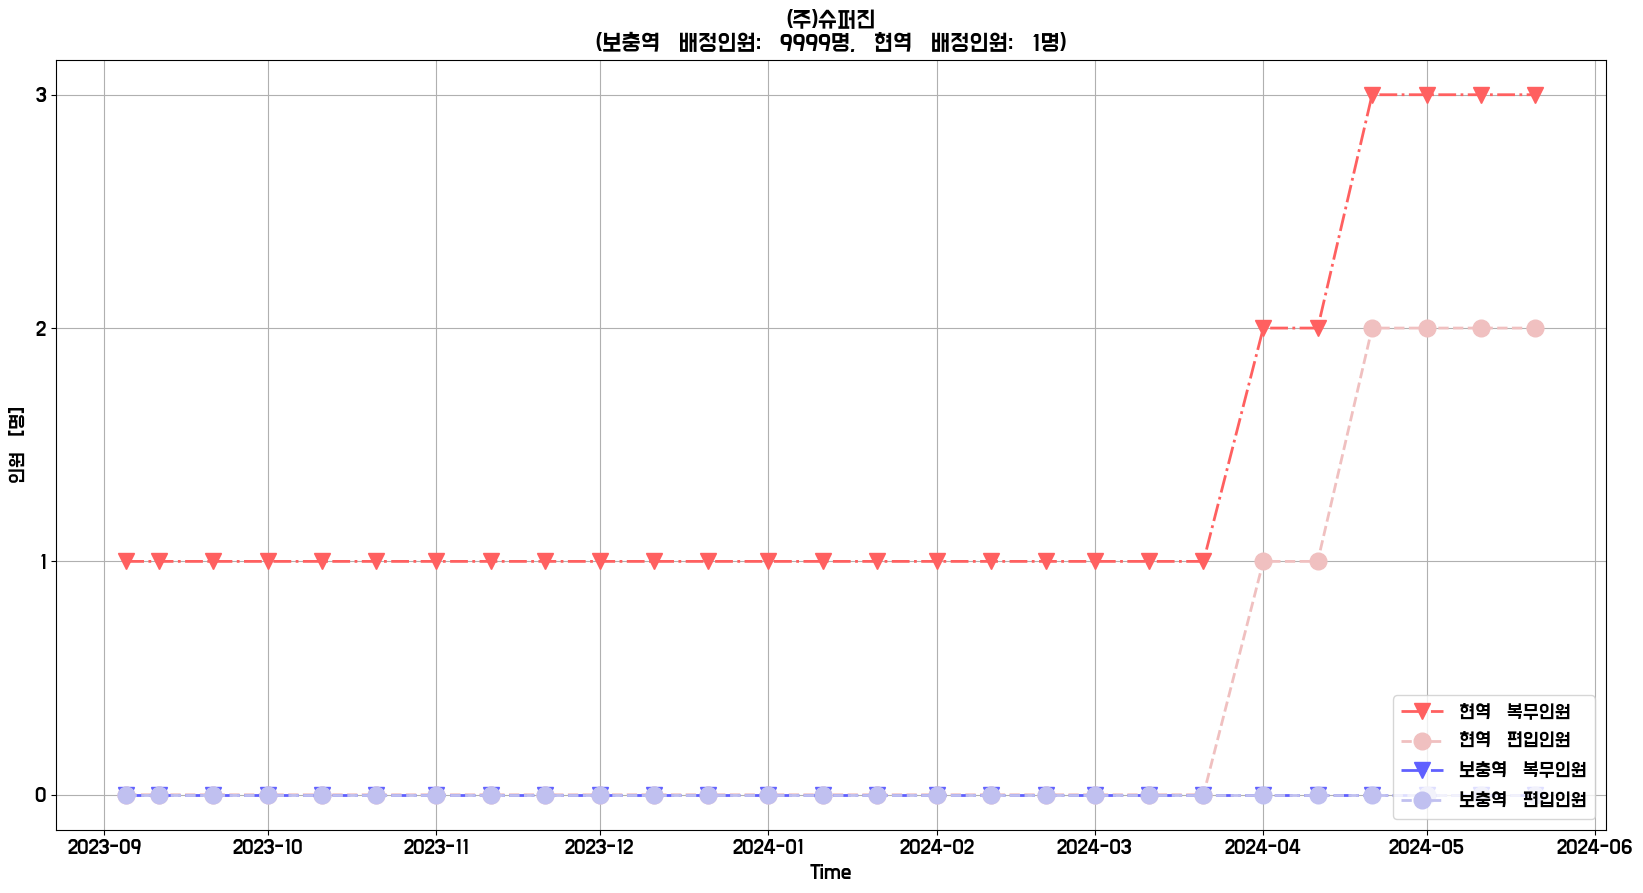 (주)슈퍼진
(보충역 배정인원: 9999명, 현역 배정인원: 1명)
인원 [명]
3
2
1
0
현역 복무인원
현역 편입인원
보충역 복무인원
보충역 편입인원
2023-09 2023-10 2023-11 2023-12 2024-01 2024-02 2024-03 2024-04 2024-05 2024-06
Time